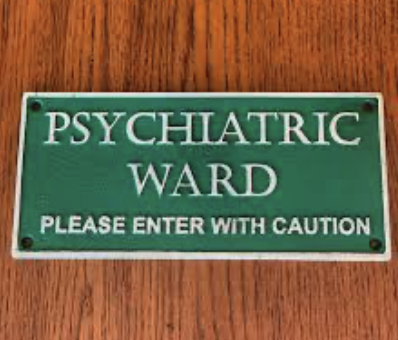 PSYCHIATRIC
WARD
PLEASE ENTER WITH CAUTION